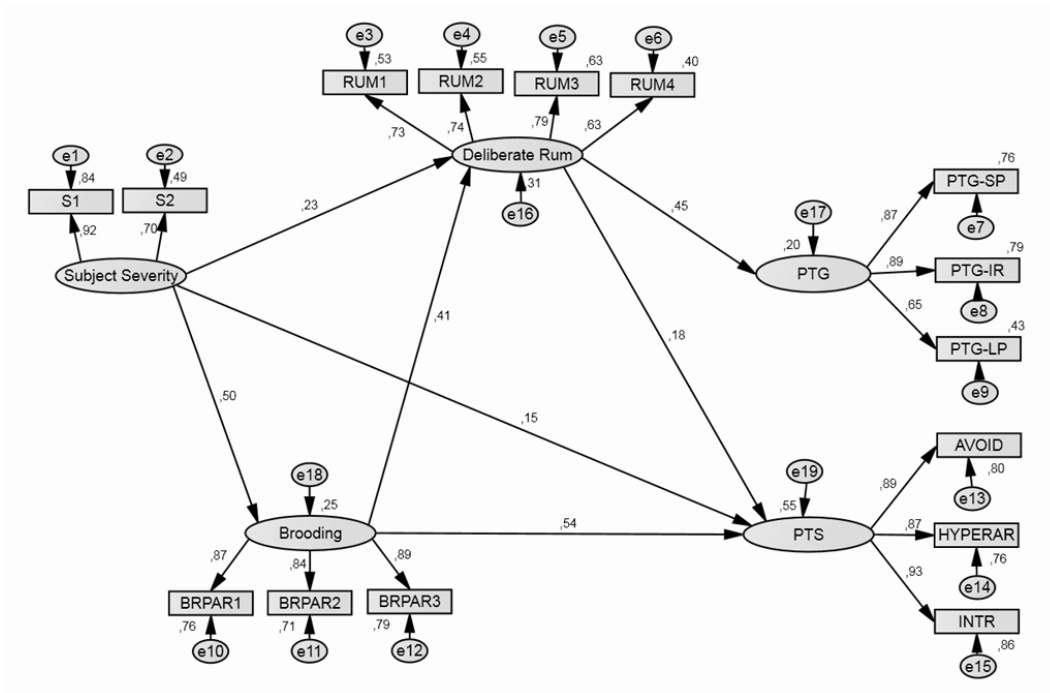 e3
e4
e5
e6
,53
,55
,63
,40
RUM1
RUM2
RUM3
RUM4
,73
,74
,79
,63
Deliberate Rum
,31
e16
e1
e2
,84
,49
S1
S2
,92
,70
Subject Severity
,23
,45
,41
,18
,50
,15
,54
e17
,20
PTG
,87
,89
,65
,76
PTG-SP
e7
,79
PTG-IR
e8
,43
PTG-LP
e9
e18
,25
Brooding
,87
,84
,89
BRPAR1
BRPAR2
BRPAR3
,76
,71
,79
e10
e11
e12
e19
,55
PTS
,89
,87
,93
AVOID
,80
e13
HYPERAR
,76
e14
INTR
,86
e15